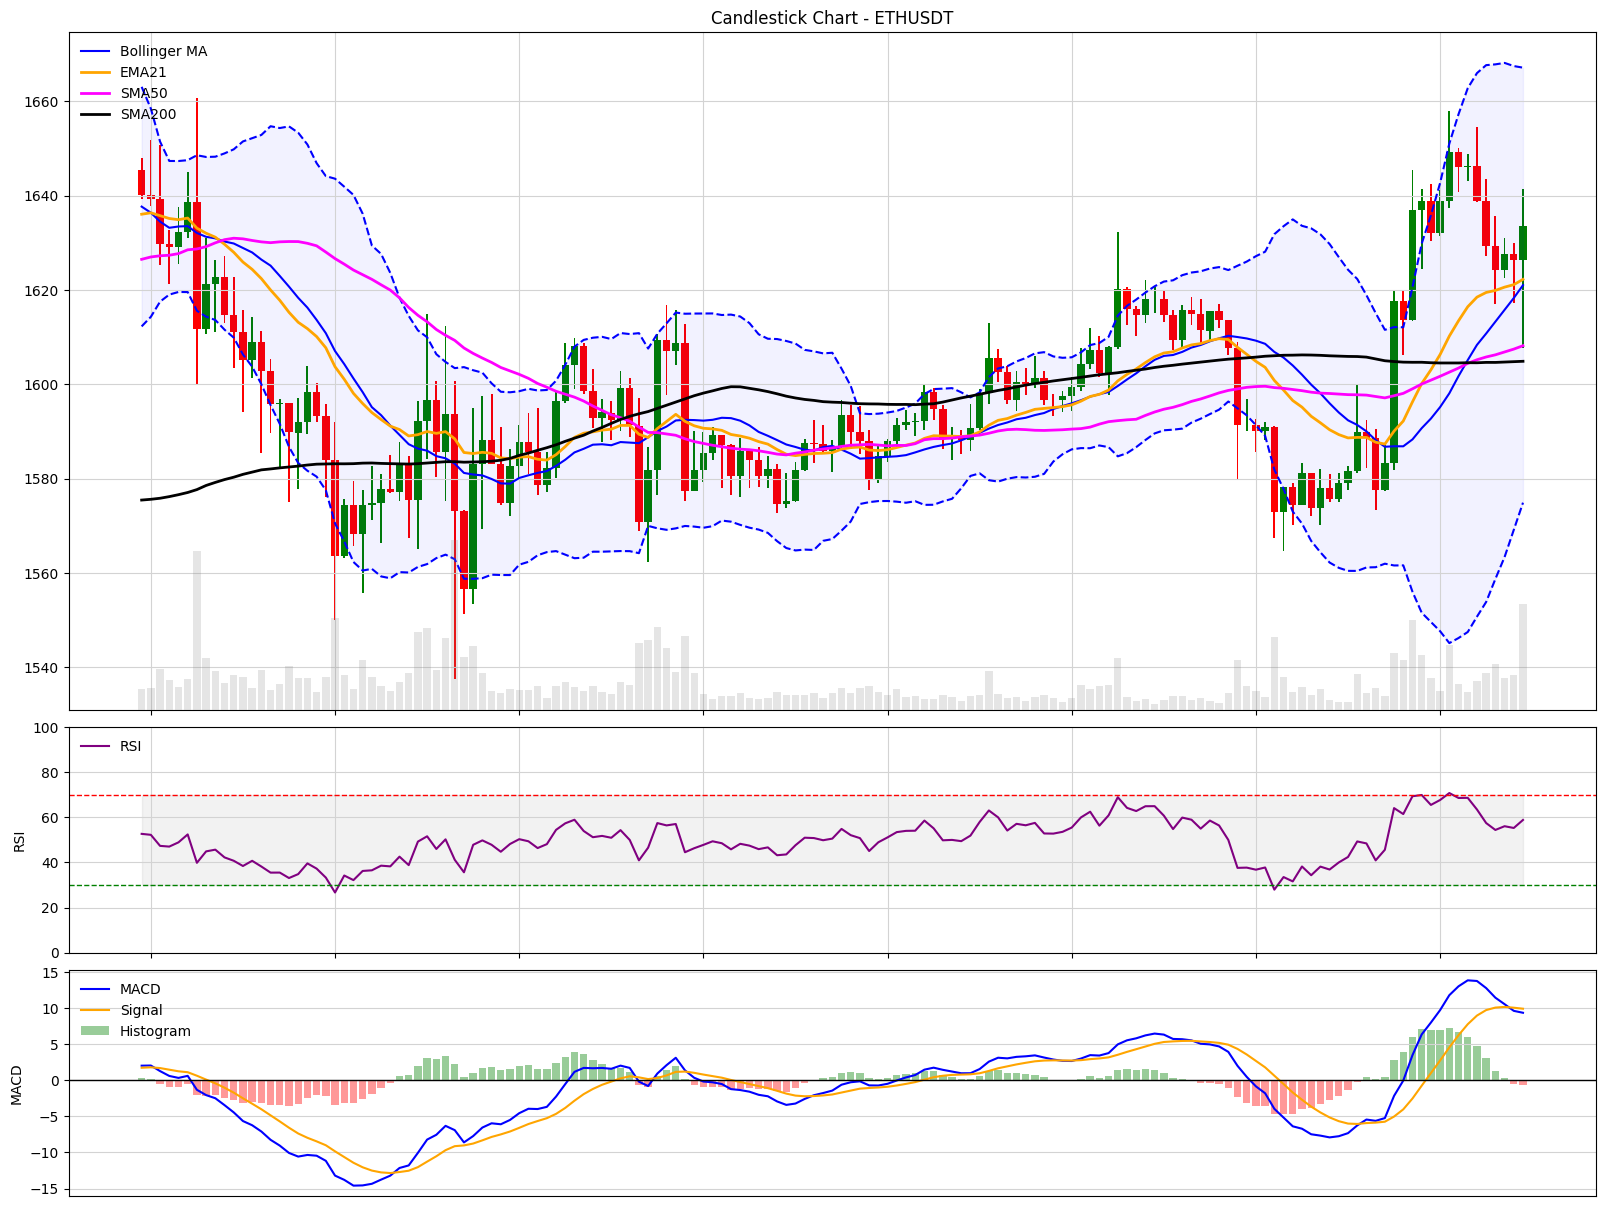 Candlestick Chart - ETHUSDT
Bollinger MA
EMA21
SMA50
SMA200
1660
1640
1620
1600
1580
1560
1540
RSI
100
80
60
40
20
0
RSI
MACD
Signal
Histogram
15
10
5
0
−5
−10
−15
MACD